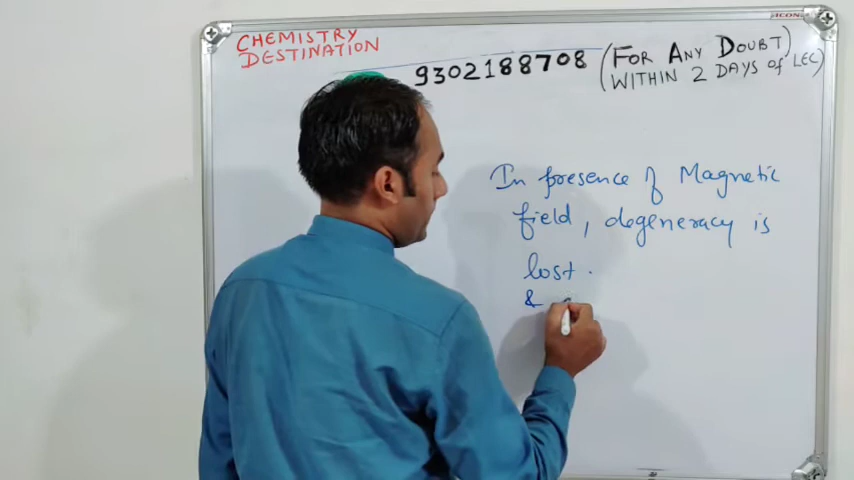 CHEMISTRY
DESTINATION
9302188708 (FOR ANY DOUBT
WITHIN 2 DAYS of LEC)
In presence of Magnetic
field, degeneracy is
lost.
&
ACON